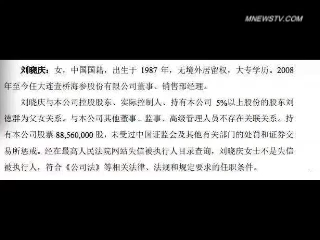 MNEWSTV.COM
刘晓庆：女，中国国籍，出生于 1987 年，无境外居留权，大专学历。2008
年至今任大连壹桥海参股份有限公司董事、销售部经理。
刘晓庆与本公司控股股东、实际控制人、持有本公司 5%以上股份的股东刘
德群为父女关系。与本公司其他董事、监事、高级管理人员不存在关联关系。持
有本公司股票 88,560,000 股，未受过中国证监会及其他有关部门的处罚和证券交
易所惩戒。经在最高人民法院网站失信被执行人目录查询，刘晓庆女士不是失信
被执行人，符合《公司法》等相关法律、法规和规定要求的任职条件。